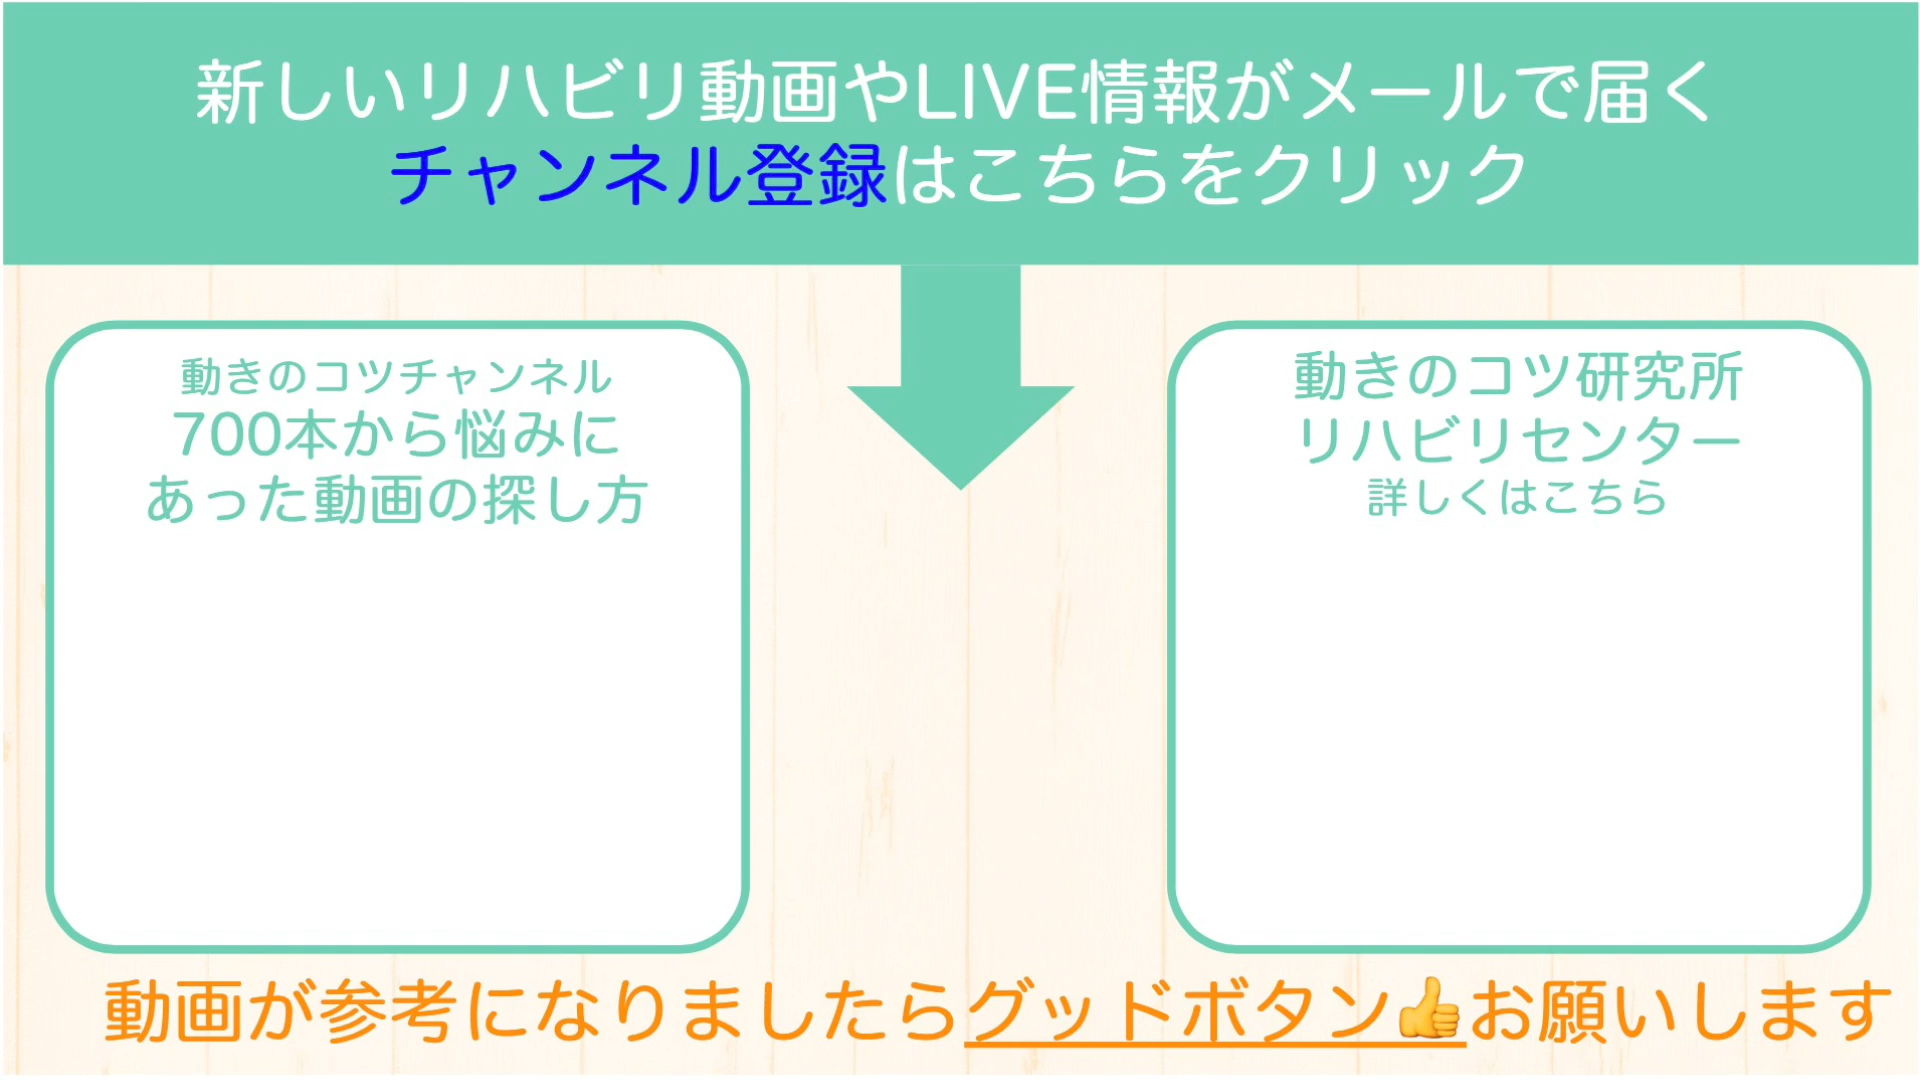 新しいリハビリ動画やLIVE情報がメールで届く
チャンネル登録はこちらをクリック
動きのコツチャンネル
700本から悩みに
あった動画の探し方
動きのコツ研究所
リハビリセンター
詳しくはこちら
動画が参考になりましたらグッドボタン👍お願いします